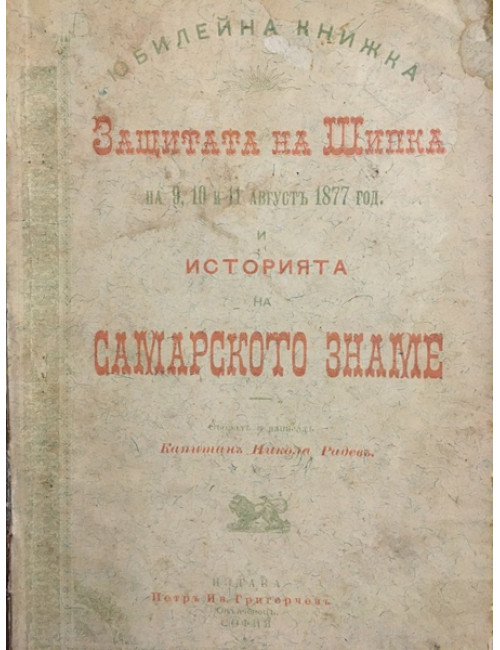 ЮБИЛЕЙНА КНИЖКА
ЗАЩИТАТА НА ШИПКА
НА 9, 10 и 11 АВГУСТЪ 1877 ГОД.
И
ИСТОРИЯТА
НА
САМАРСКОТО ЗНАМЕ
Капитанъ Никола Радевъ.
ИЗДАВА
Петръ Ив. Григорчовъ
СОФИЯ